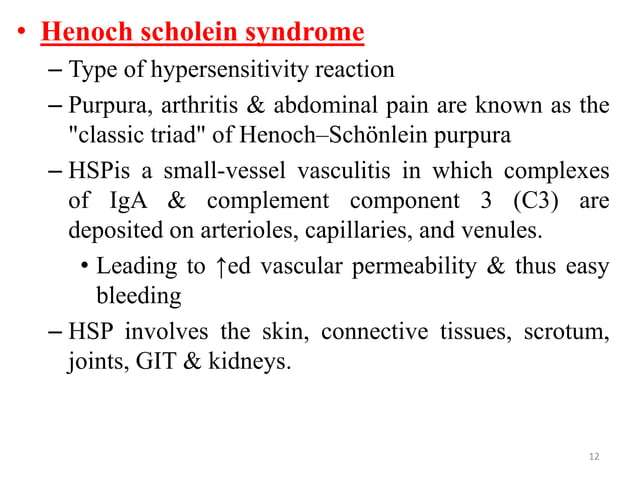 • Henoch scholein syndrome
– Type of hypersensitivity reaction
– Purpura, arthritis & abdominal pain are known as the
"classic triad" of Henoch–Schönlein purpura
– HSPis a small-vessel vasculitis in which complexes
of IgA & complement component 3 (C3) are
deposited on arterioles, capillaries, and venules.
• Leading to ↑ed vascular permeability & thus easy
bleeding
– HSP involves the skin, connective tissues, scrotum,
joints, GIT & kidneys.
12